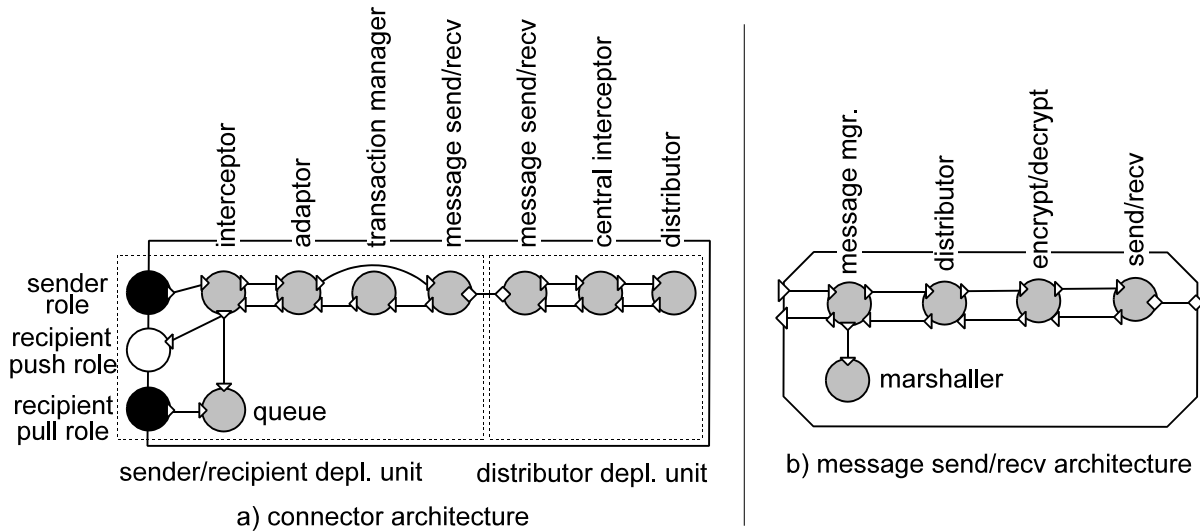 interceptor
adaptor
transaction manager
message send/recv
message send/recv
central interceptor
distributor
sender
role
recipient
push role
recipient
pull role
queue
sender/recipient depl. unit
distributor depl. unit
a) connector architecture
message mgr.
distributor
encrypt/decrypt
send/recv
marshaller
b) message send/recv architecture